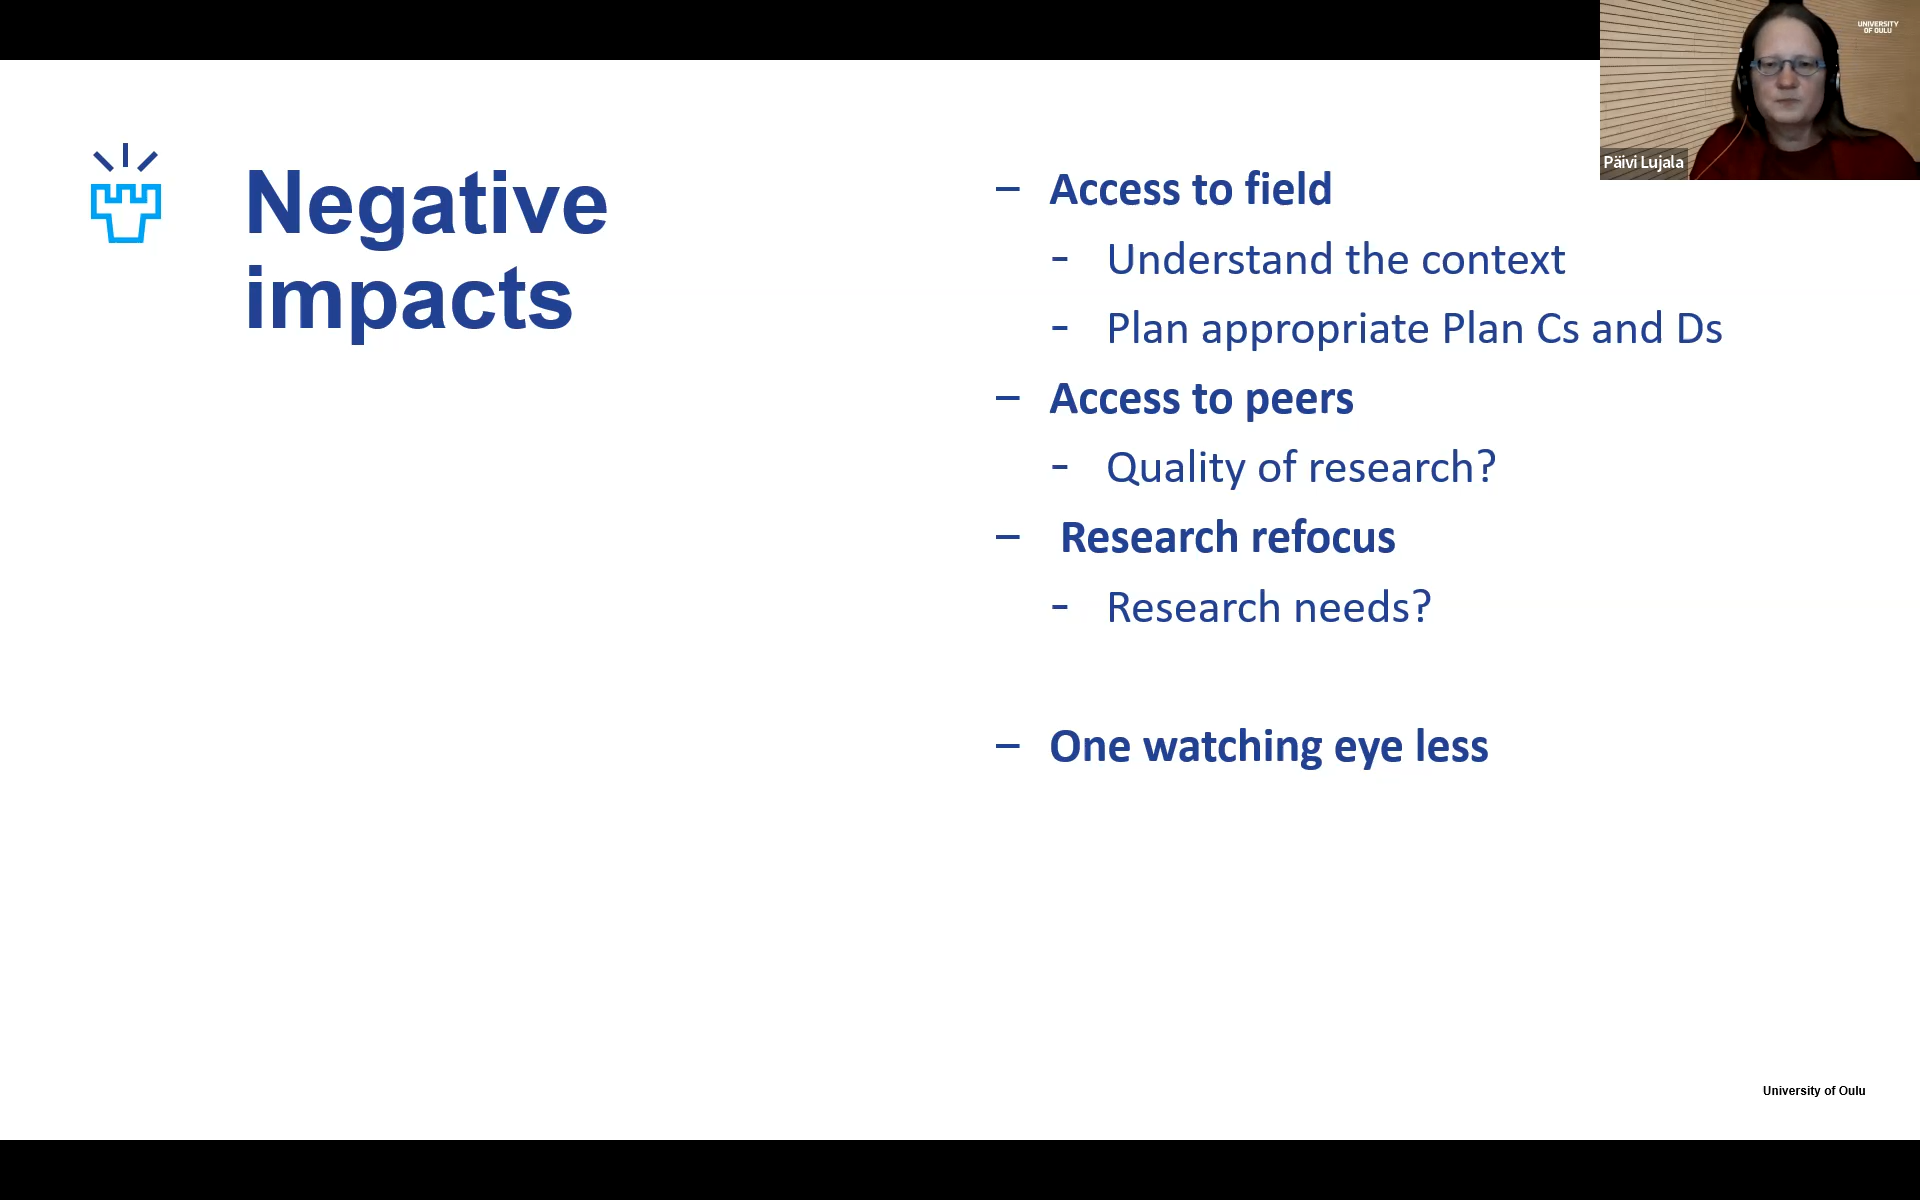 UNIVERSITY
OF OULU
Päivi Lujala
Negative
impacts
– Access to field
- Understand the context
- Plan appropriate Plan Cs and Ds
– Access to peers
- Quality of research?
– Research refocus
- Research needs?
– One watching eye less
University of Oulu